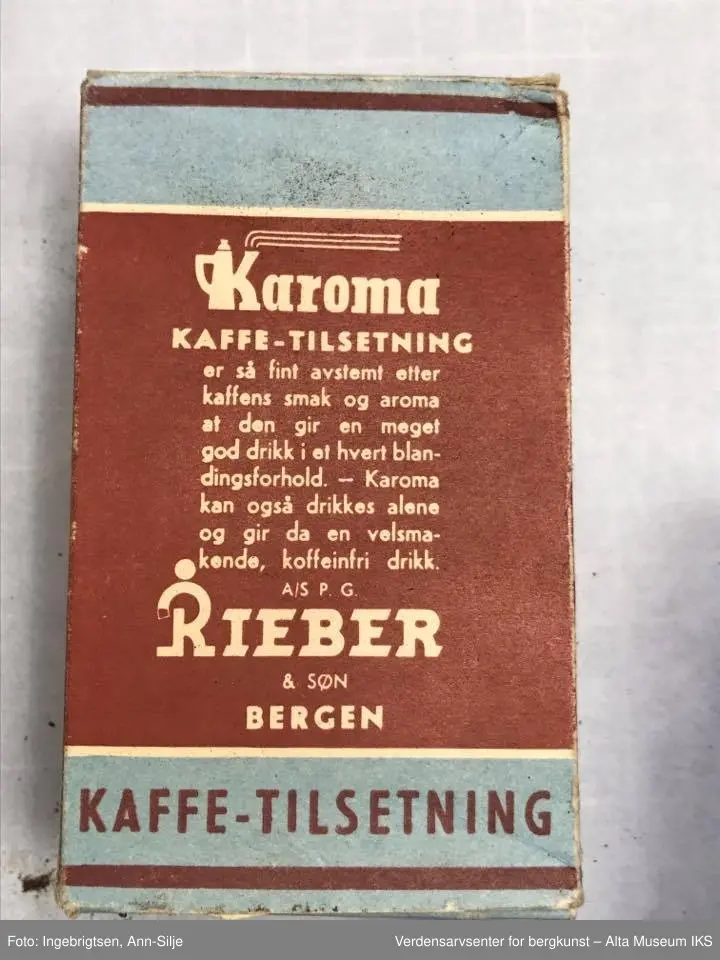 Karoma
KAFFE-TILSETNING
er så fint avstemt etter
kaffens smak og aroma
at den gir en meget
god drikk i et hvert blan-
dingsforhold. — Karoma
kan også drikkes alene
og gir da en velsma-
kende, koffeinfri drikk.
A/S P. G.
RIEBER
& SØN
BERGEN
KAFFE-TILSETNING
Foto: Ingebrigtsen, Ann-Silje
Verdensarvsenter for bergkunst – Alta Museum IKS